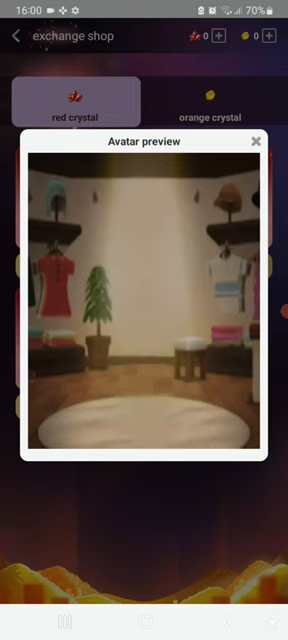 16:00
70%
exchange shop
0
0
red crystal
orange crystal
Avatar preview